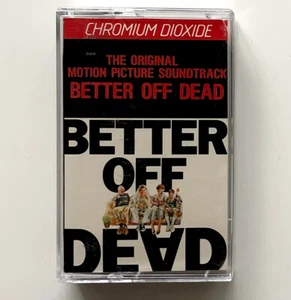 CHROMIUM DIOXIDE
THE ORIGINAL
MOTION PICTURE SOUNDTRACK
BETTER OFF DEAD
BETTER
OFF
DEAD